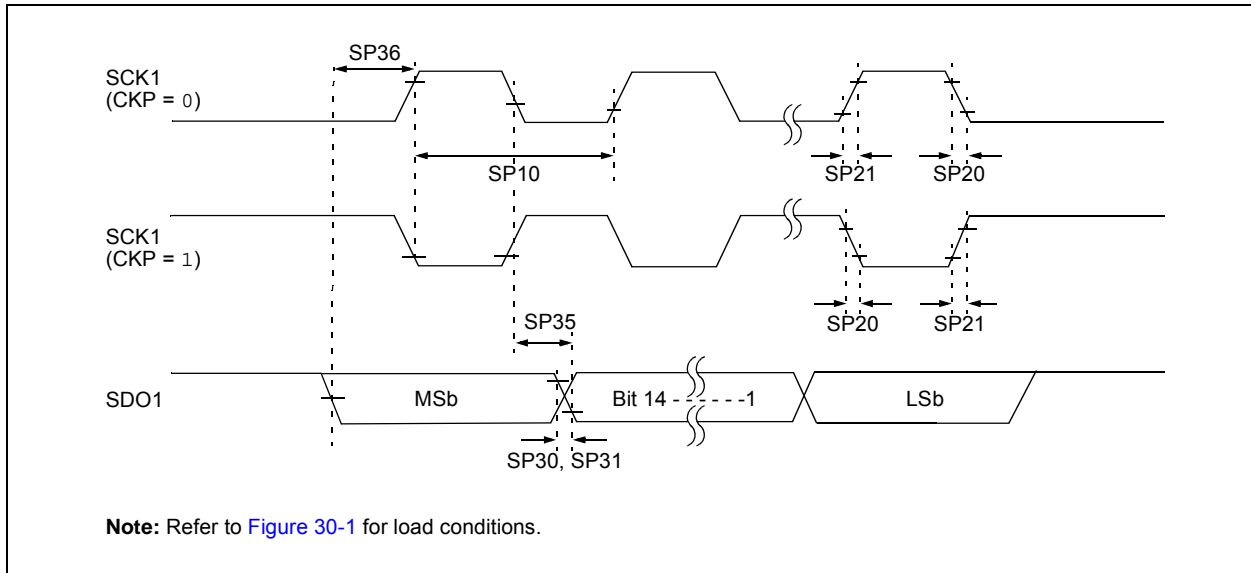 SP36
SCK1
(CKP = 0)
SP10
SP21
SP20
SCK1
(CKP = 1)
SP35
SP20
SP21
SDO1
MSb
Bit 14 - - - - - -1
LSb
SP30, SP31
Note: Refer to Figure 30-1 for load conditions.